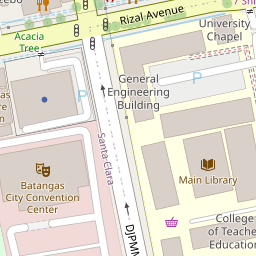 Rizal Avenue
Acacia
Tree
University
Chapel
P
P
General
Engineering
Building
Batangas
Santa Clara
Batangas
City Convention
Center
Main Library
College
of Teache
Education